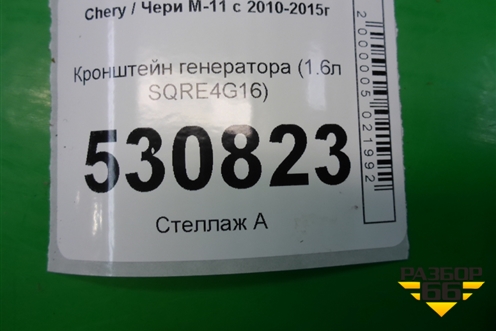 Chery / Чери М-11 с 2010-2015г
Кронштейн генератора (1.6л
SQRE4G16)
530823
Стеллаж А
2000005021992
РАЗБОР
66